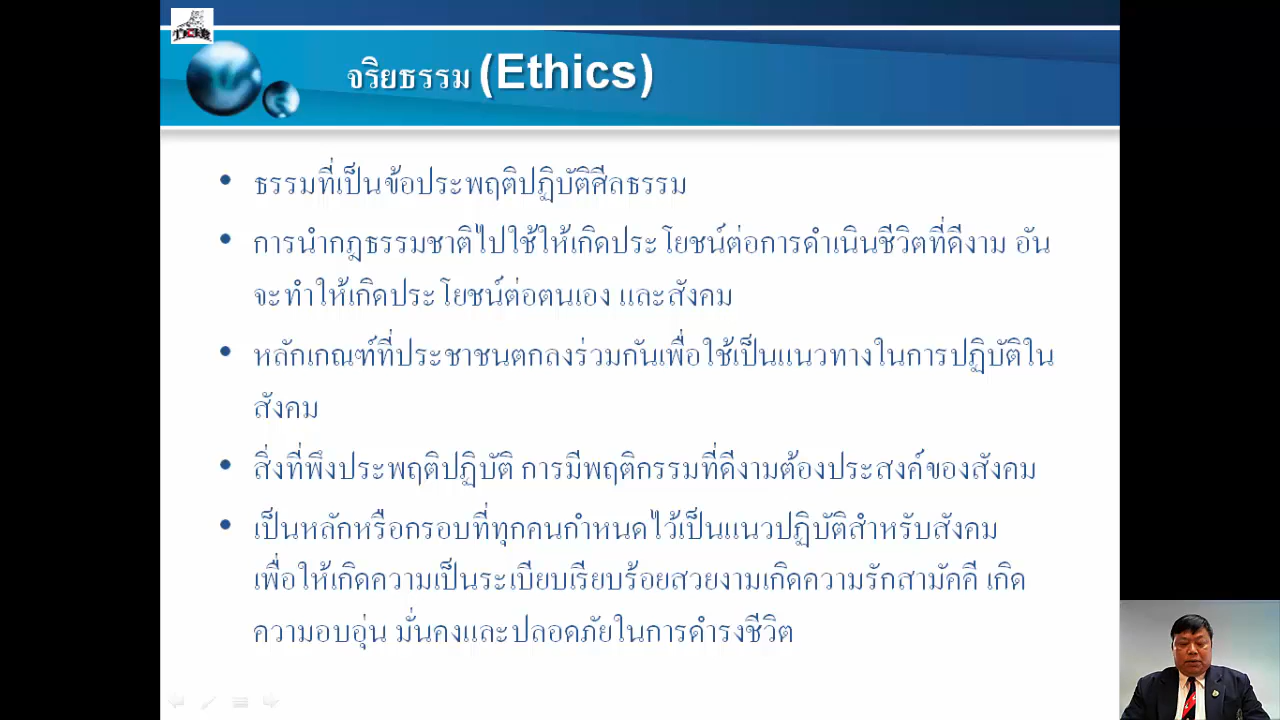 จริยธรรม (Ethics)
• ธรรมที่เป็นข้อประพฤติปฏิบัติศีลธรรม
• การนำกฎธรรมชาติไปใช้ให้เกิดประโยชน์ต่อการดำเนินชีวิตที่ดีงาม อัน
จะทำให้เกิดประโยชน์ต่อตนเอง และสังคม
• หลักเกณฑ์ที่ประชาชนตกลงร่วมกันเพื่อใช้เป็นแนวทางในการปฏิบัติใน
สังคม
• สิ่งที่พึงประพฤติปฏิบัติ การมีพฤติกรรมที่ดีงามต้องประสงค์ของสังคม
• เป็นหลักหรือกรอบที่ทุกคนกำหนดไว้เป็นแนวปฏิบัติสำหรับสังคม
เพื่อให้เกิดความเป็นระเบียบเรียบร้อยสวยงามเกิดความรักสามัคคี เกิด
ความอบอุ่น มั่นคงและปลอดภัยในการดำรงชีวิต